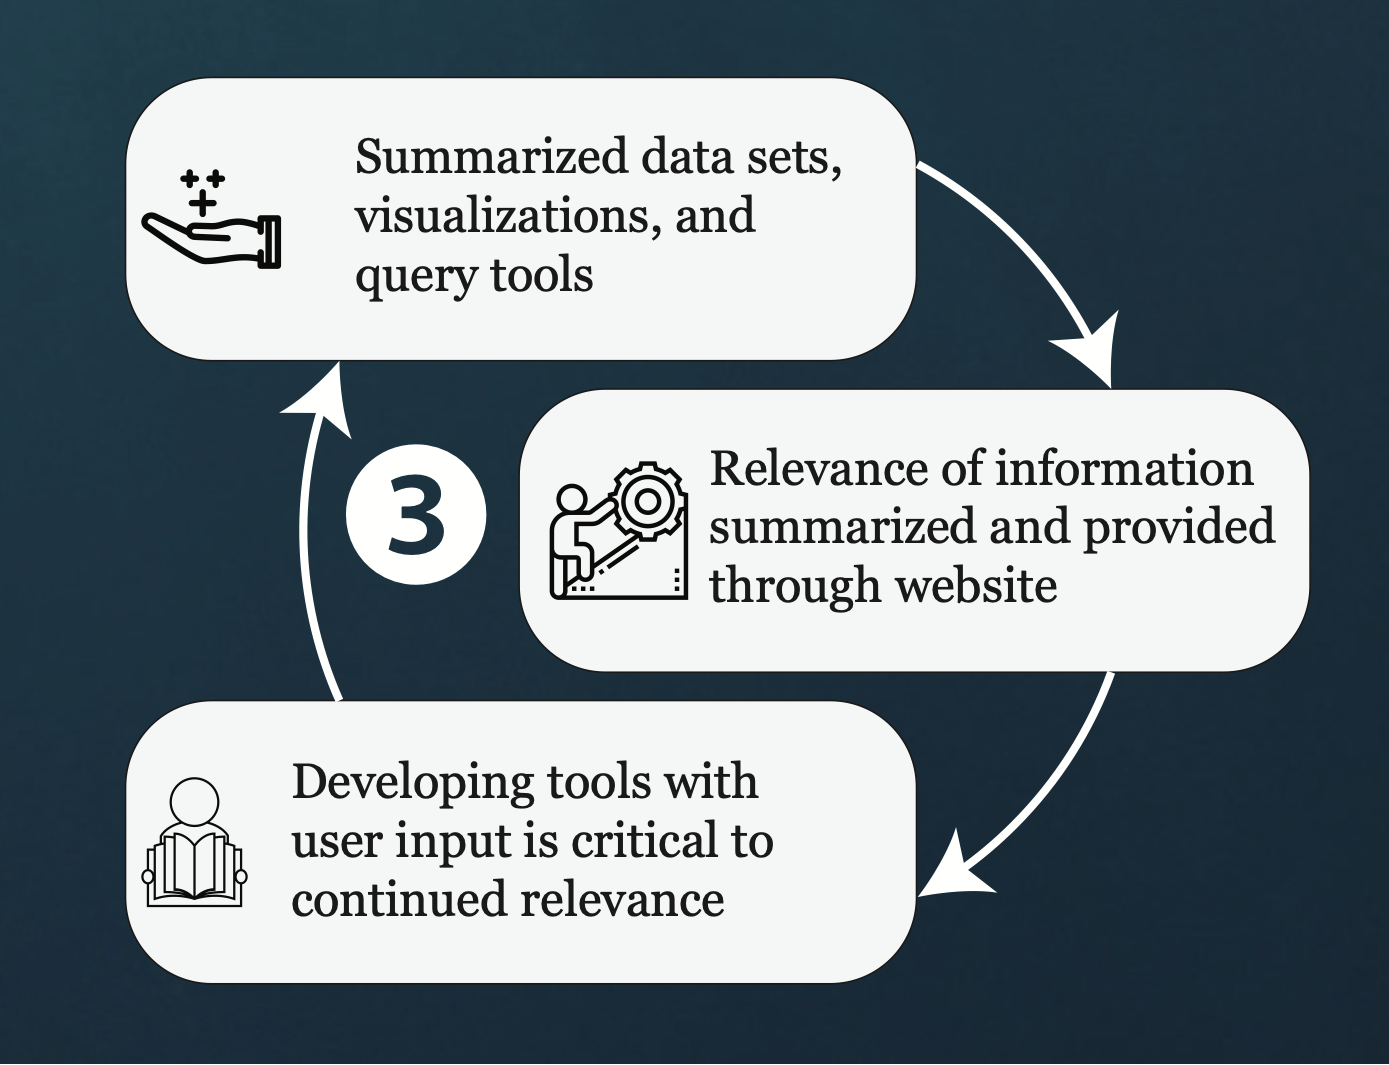 Summarized data sets,
visualizations, and
query tools
3
Relevance of information
summarized and provided
through website
Developing tools with
user input is critical to
continued relevance